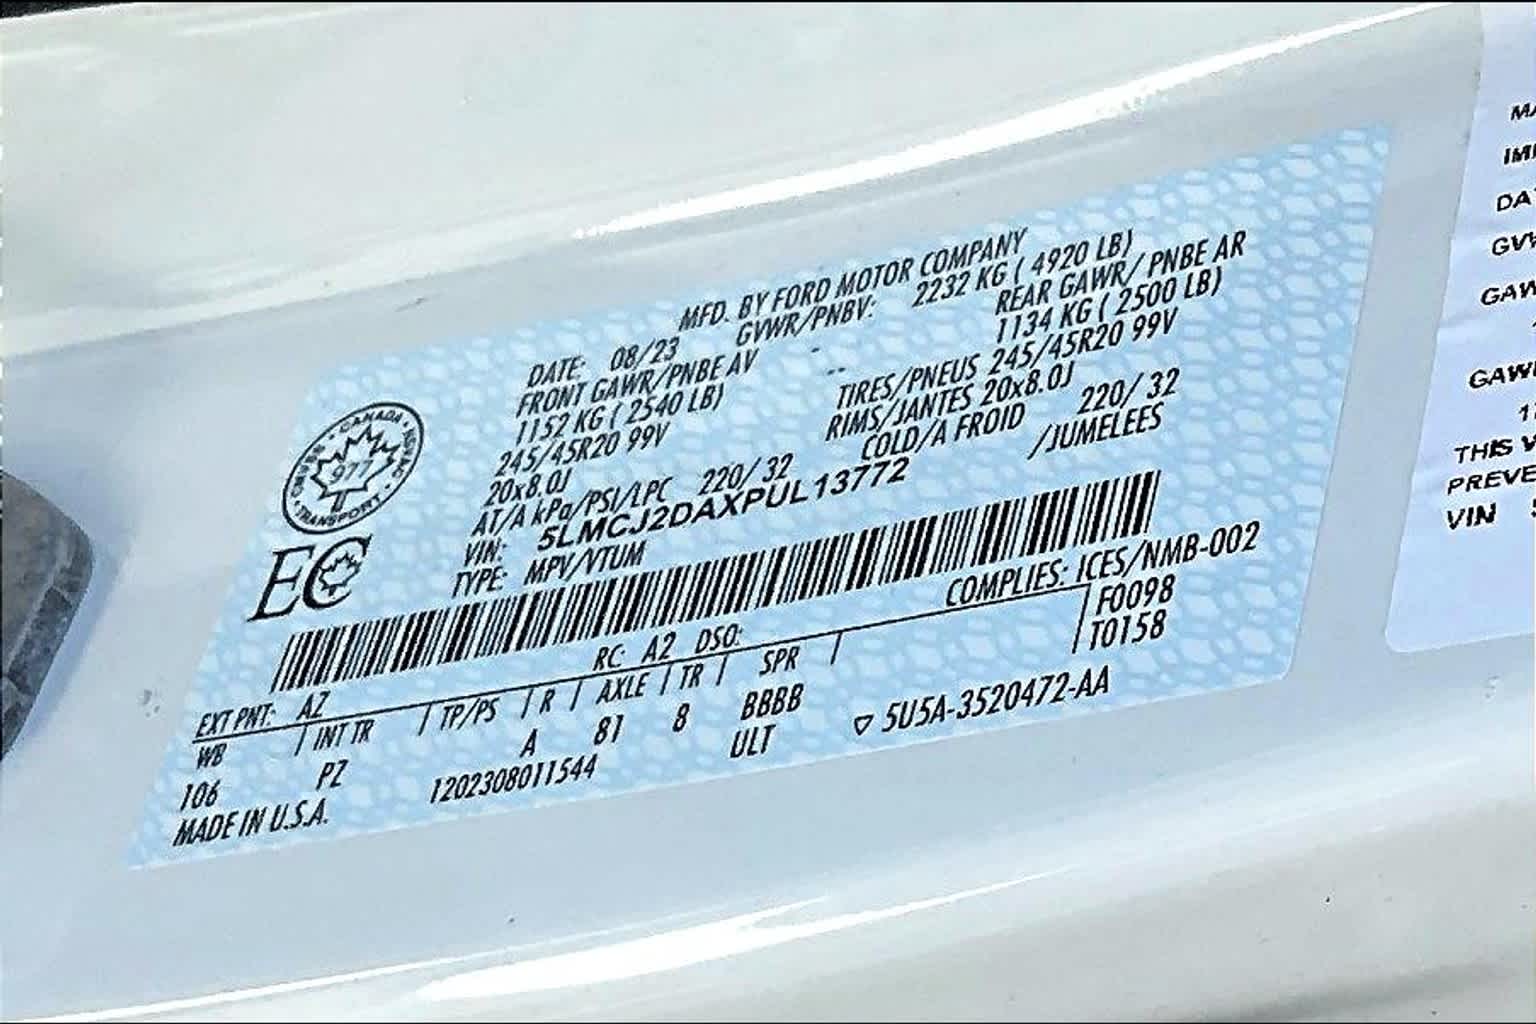 MFD. BY FORD MOTOR COMPANY
DATE: 08/23 GVWR/PNBV: 2232 KG ( 4920 LB)
FRONT GAWR/PNBE AV - REAR GAWR/ PNBE AR
1152 KG ( 2540 LB) -- 1134 KG ( 2500 LB)
245/45R20 99V TIRES/PNEUS 245/45R20 99V
20x8.0J RIMS/JANTES 20x8.0J
AT/A kPa/PSI/LPC 220/ 32 COLD/A FROID 220/ 32
VIN: 5LMCJ2DAXPUL13772 /JUMELEES
TYPE: MPV/VTUM
CANADA
977
TRANSPORT
EC
COMPLIES: ICES/NMB-002
EXT PNT: AZ RC: A2 DSO: F0098
WB INT TR TP/PS R AXLE TR SPR T0158
106 PZ A 81 8 BBBB
MADE IN U.S.A. 1202308011544 ULT ▽ 5U5A-3520472-AA
GAW
GAW
THIS
PREVE
VIN